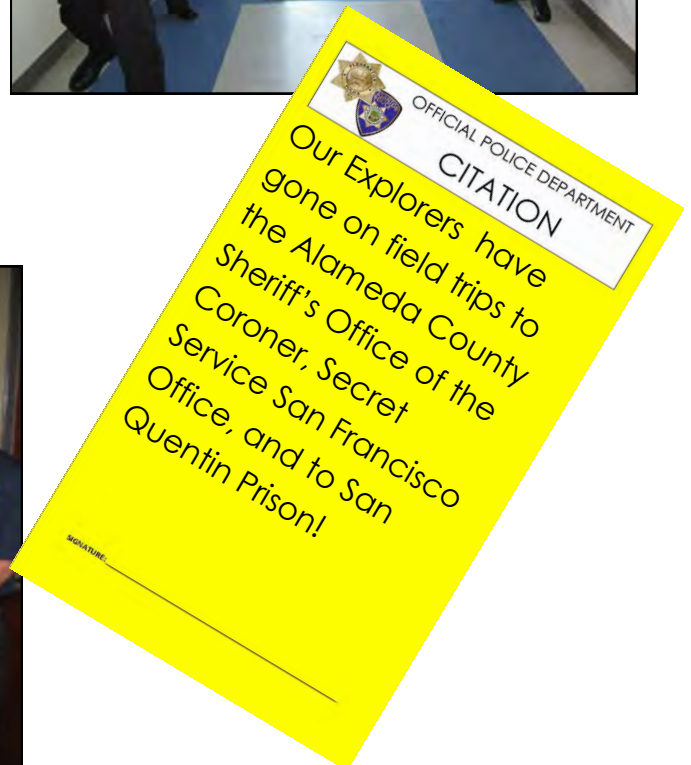 OFFICIAL POLICE DEPARTMENT
CITATION
Our Explorers have
gone on field trips to
the Alameda County
Sheriff's Office of the
Coroner, Secret
Service San Francisco
Office, and to San
Quentin Prison!
SIGNATURE: